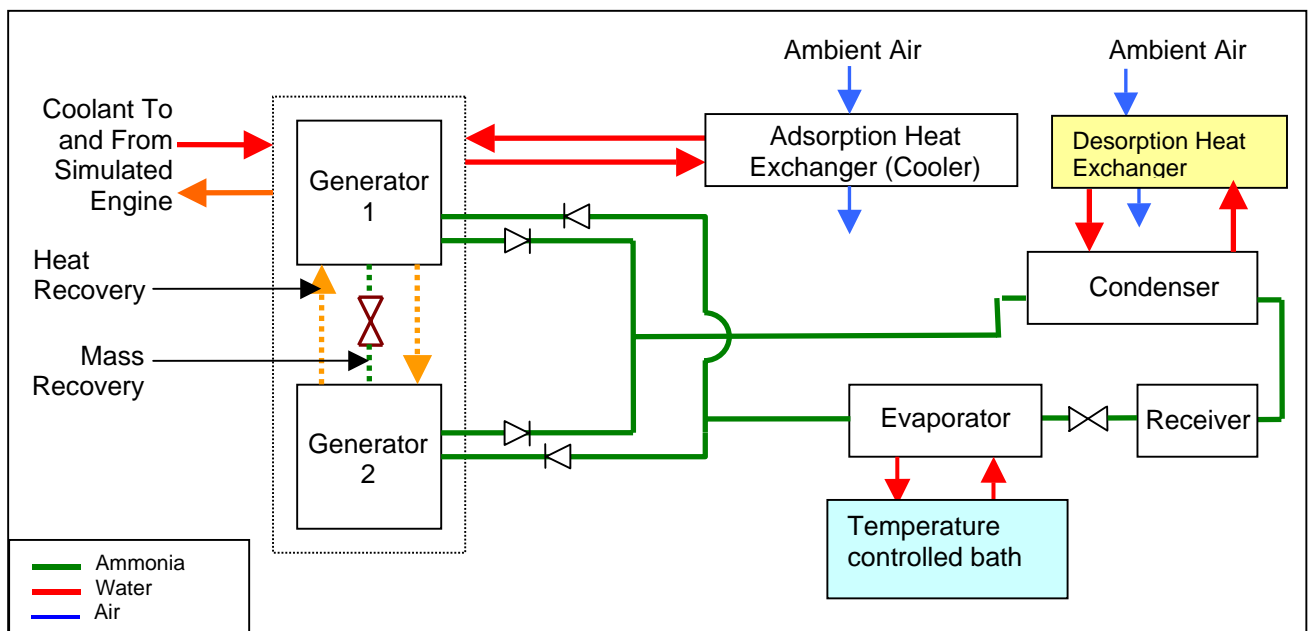 Ambient Air
Ambient Air
Coolant To
and From
Simulated
Engine
Generator
1
Adsorption Heat
Exchanger (Cooler)
Desorption Heat
Exchanger
Heat
Recovery
Condenser
Mass
Recovery
Generator
2
Evaporator
Receiver
Temperature
controlled bath
Ammonia
Water
Air